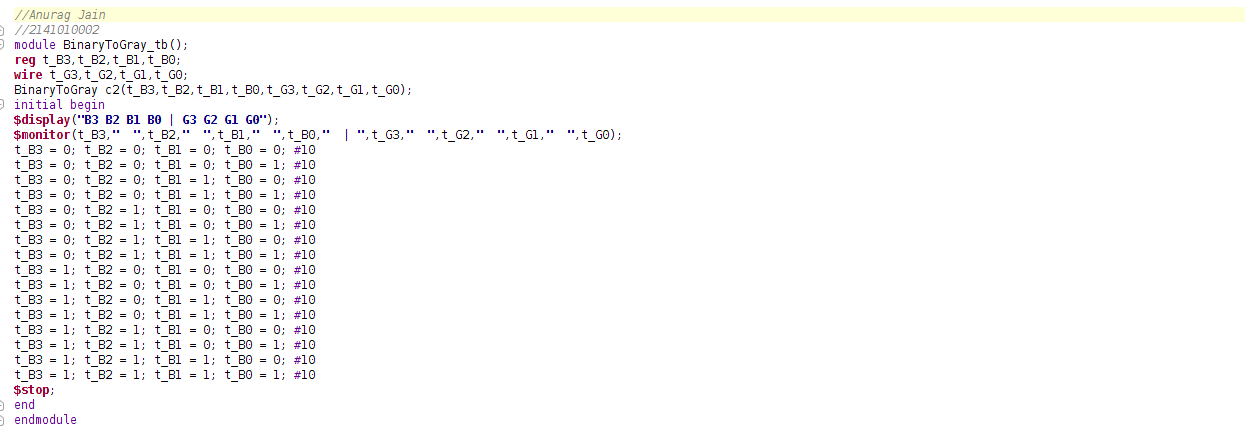 //Anurag Jain
//2141010002
module BinaryToGray_tb();
reg t_B3,t_B2,t_B1,t_B0;
wire t_G3,t_G2,t_G1,t_G0;
BinaryToGray c2(t_B3,t_B2,t_B1,t_B0,t_G3,t_G2,t_G1,t_G0);
initial begin
$display("B3 B2 B1 B0 | G3 G2 G1 G0");
$monitor(t_B3,"  ",t_B2,"  ",t_B1,"  ",t_B0,"  | ",t_G3,"  ",t_G2,"  ",t_G1,"  ",t_G0);
t_B3 = 0; t_B2 = 0; t_B1 = 0; t_B0 = 0; #10
t_B3 = 0; t_B2 = 0; t_B1 = 0; t_B0 = 1; #10
t_B3 = 0; t_B2 = 0; t_B1 = 1; t_B0 = 0; #10
t_B3 = 0; t_B2 = 0; t_B1 = 1; t_B0 = 1; #10
t_B3 = 0; t_B2 = 1; t_B1 = 0; t_B0 = 0; #10
t_B3 = 0; t_B2 = 1; t_B1 = 0; t_B0 = 1; #10
t_B3 = 0; t_B2 = 1; t_B1 = 1; t_B0 = 0; #10
t_B3 = 0; t_B2 = 1; t_B1 = 1; t_B0 = 1; #10
t_B3 = 1; t_B2 = 0; t_B1 = 0; t_B0 = 0; #10
t_B3 = 1; t_B2 = 0; t_B1 = 0; t_B0 = 1; #10
t_B3 = 1; t_B2 = 0; t_B1 = 1; t_B0 = 0; #10
t_B3 = 1; t_B2 = 0; t_B1 = 1; t_B0 = 1; #10
t_B3 = 1; t_B2 = 1; t_B1 = 0; t_B0 = 0; #10
t_B3 = 1; t_B2 = 1; t_B1 = 0; t_B0 = 1; #10
t_B3 = 1; t_B2 = 1; t_B1 = 1; t_B0 = 0; #10
t_B3 = 1; t_B2 = 1; t_B1 = 1; t_B0 = 1; #10
$stop;
end
endmodule